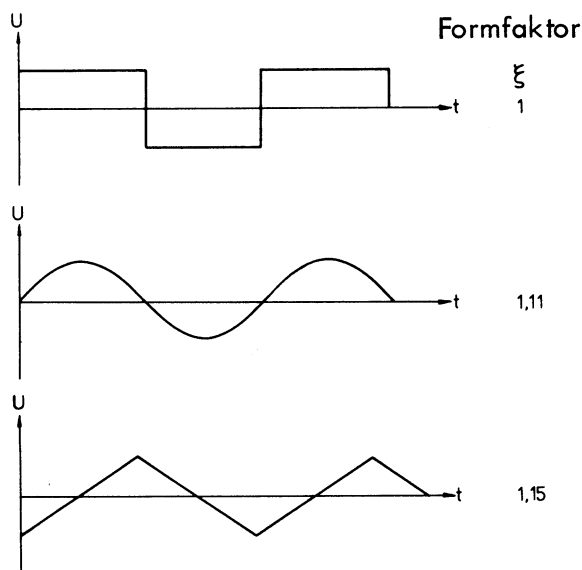 U
Formfaktor
ξ
t 1
U
t 1,11
U
t 1,15